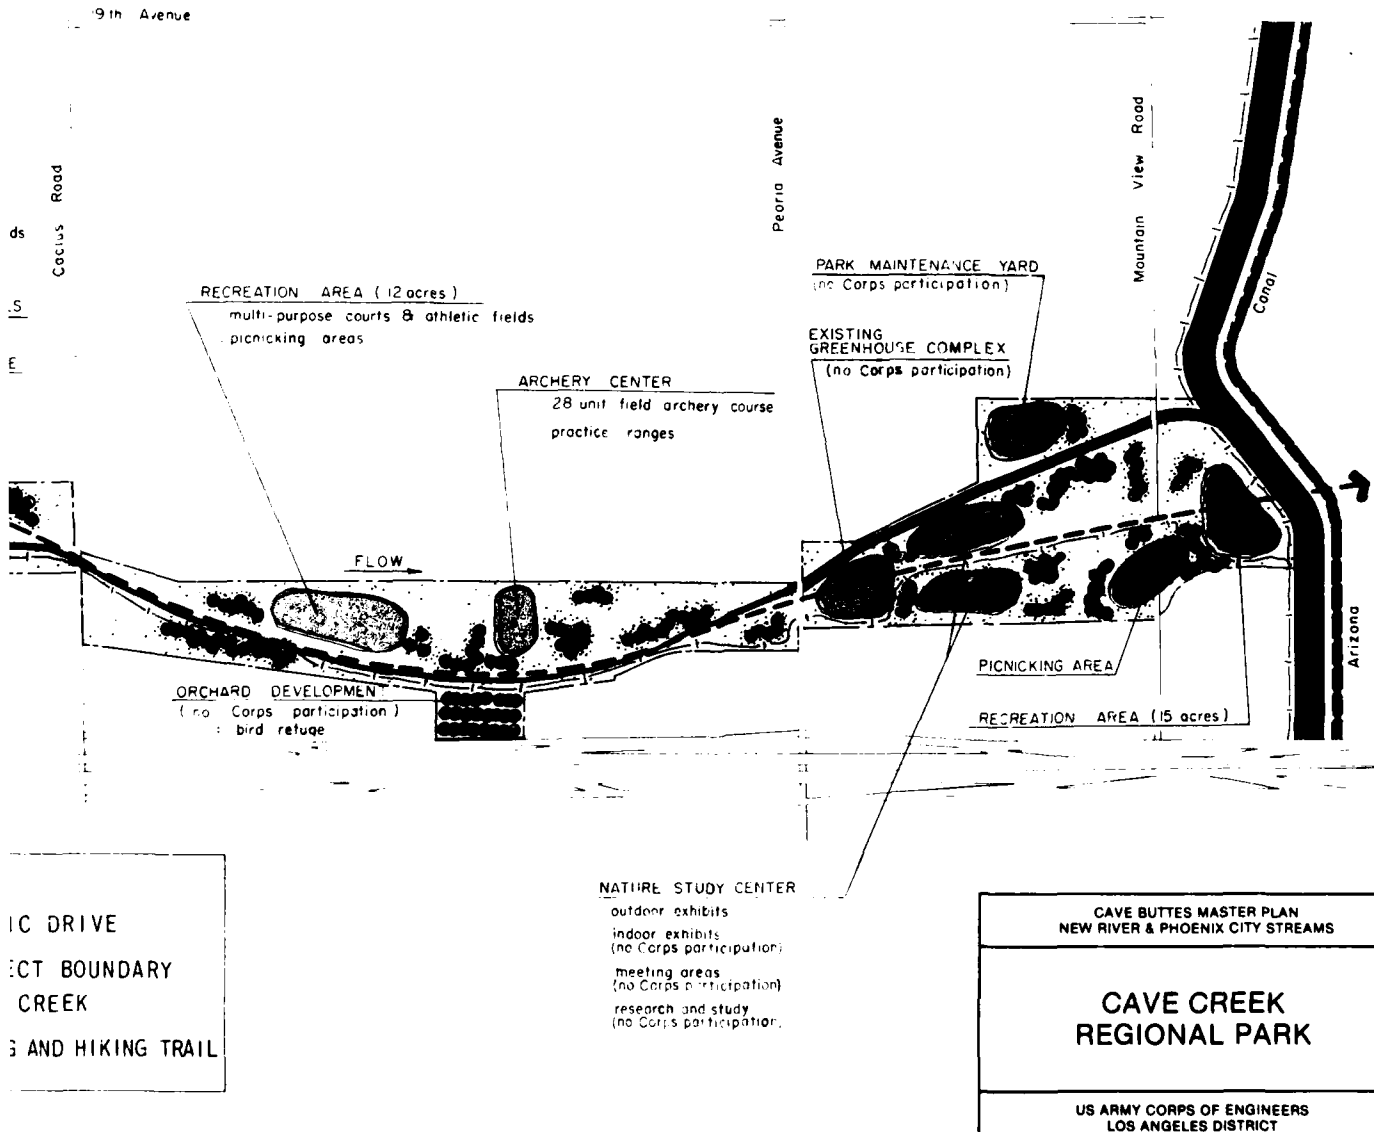 9th Avenue
Cactus Road
Peoria Avenue
Mountain View Road
Canal
Arizona
ds
S
E
RECREATION AREA (12 acres)
multi-purpose courts & athletic fields
picnicking areas
ARCHERY CENTER
28 unit field archery course
practice ranges
PARK MAINTENANCE YARD
(no Corps participation)
EXISTING
GREENHOUSE COMPLEX
(no Corps participation)
FLOW
ORCHARD DEVELOPMENT
(no Corps participation)
bird refuge
PICNICKING AREA
RECREATION AREA (15 acres)
NATURE STUDY CENTER
outdoor exhibits
indoor exhibits
(no Corps participation)
meeting areas
(no Corps participation)
research and study
(no Corps participation)
IC DRIVE
ECT BOUNDARY
CREEK
G AND HIKING TRAIL
CAVE BUTTES MASTER PLAN
NEW RIVER & PHOENIX CITY STREAMS
CAVE CREEK
REGIONAL PARK
US ARMY CORPS OF ENGINEERS
LOS ANGELES DISTRICT